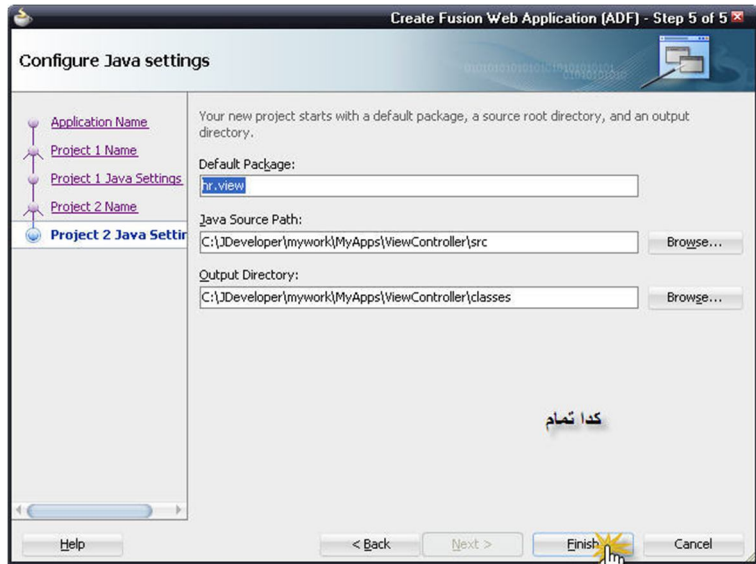 Create Fusion Web Application (ADF) - Step 5 of 5
Configure Java settings
Application Name
Project 1 Name
Project 1 Java Settings
Project 2 Name
Project 2 Java Settin
Your new project starts with a default package, a source root directory, and an output
directory.
Default Package:
hr.view
Java Source Path:
C:\JDeveloper\mywork\MyApps\ViewController\src
Browse...
Output Directory:
C:\JDeveloper\mywork\MyApps\ViewController\classes
Browse...
كدا تمام
Help
< Back
Next >
Finish
Cancel